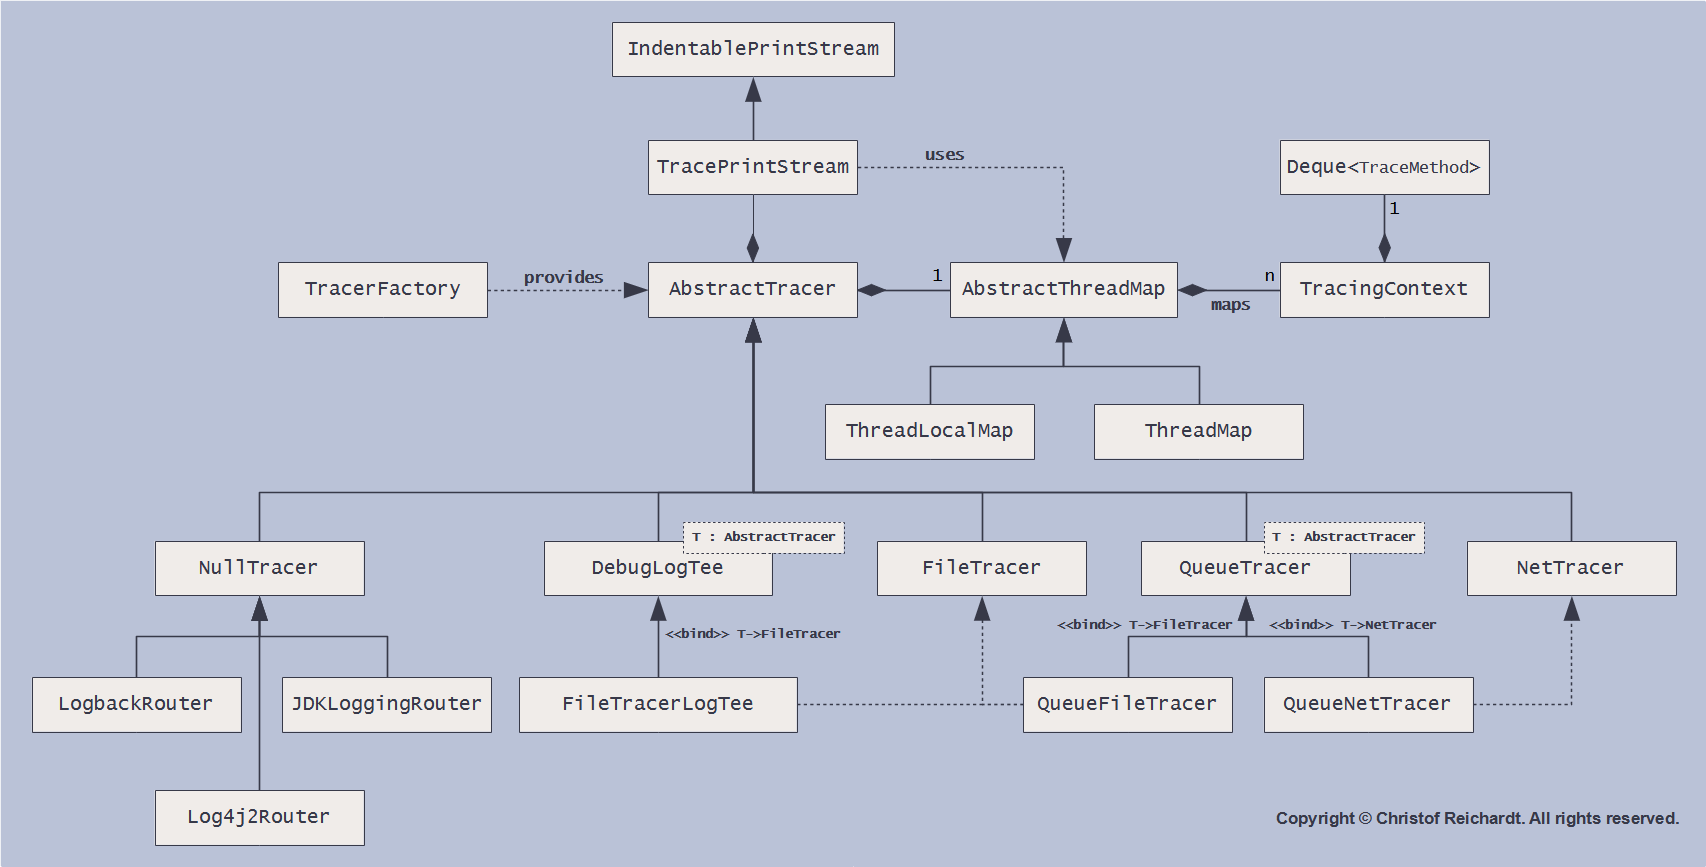 IndentablePrintStream
TracePrintStream
uses
Deque<TraceMethod>
1
TracerFactory
provides
AbstractTracer
1
AbstractThreadMap
n
maps
TracingContext
ThreadLocalMap
ThreadMap
T : AbstractTracer
T : AbstractTracer
NullTracer
DebugLogTee
FileTracer
QueueTracer
NetTracer
<<bind>> T->FileTracer
<<bind>> T->FileTracer
<<bind>> T->NetTracer
LogbackRouter
JDKLoggingRouter
FileTracerLogTee
QueueFileTracer
QueueNetTracer
Log4j2Router
Copyright © Christof Reichardt. All rights reserved.